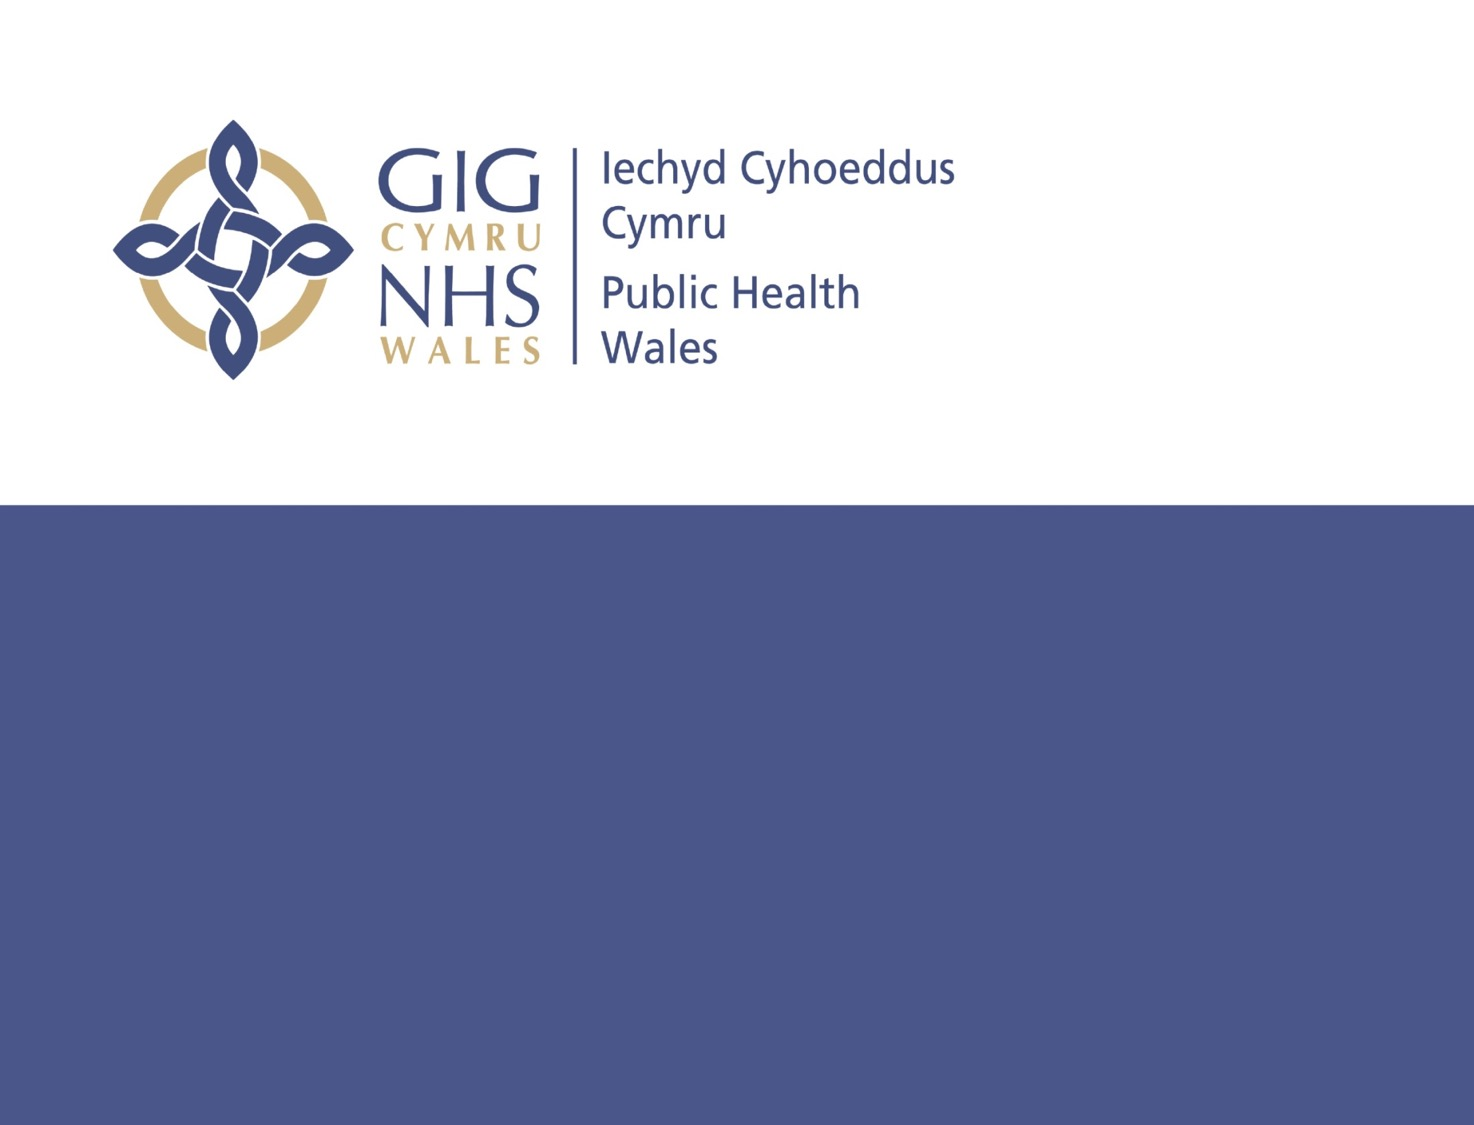 GIG
CYMRU
NHS
WALES
Iechyd Cyhoeddus
Cymru
Public Health
Wales